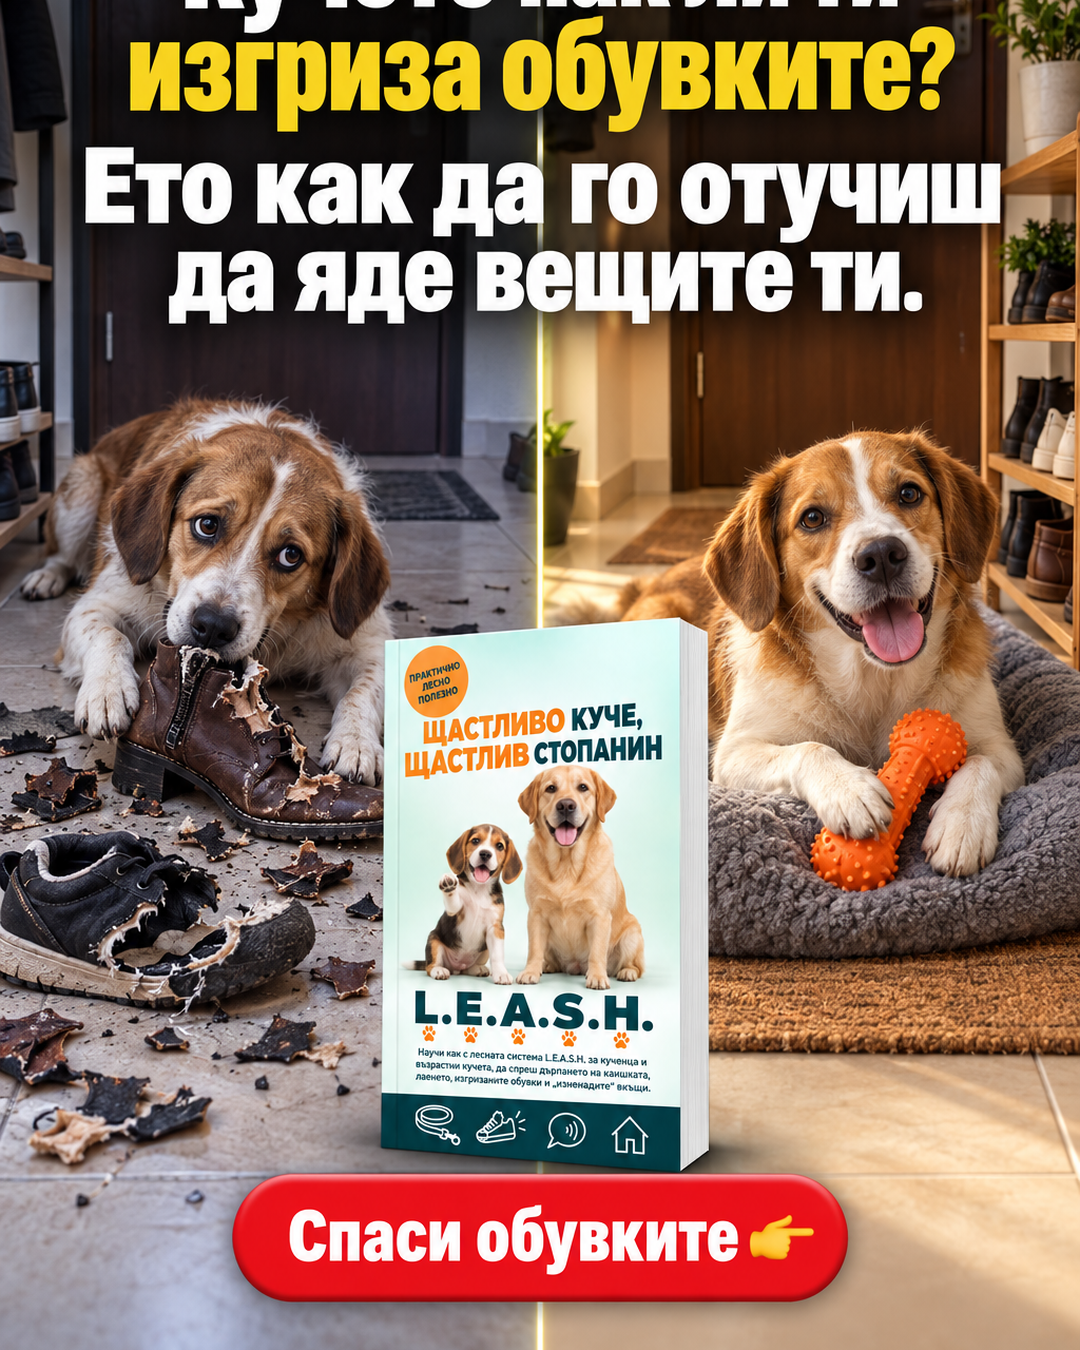 изгриза обувките?
Ето как да го отучиш
да яде вещите ти.
ПРАКТИЧНО
ЛЕСНО
ПОЛЕЗНО
ЩАСТЛИВО КУЧЕ,
ЩАСТЛИВ СТОПАНИН
L.E.A.S.H.
Научи как с лесната система L.E.A.S.H. за кученца и
възрастни кучета, да спреш дърпането на каишката,
лаенето, изгризаните обувки и „изненадите“ вкъщи.
Спаси обувките